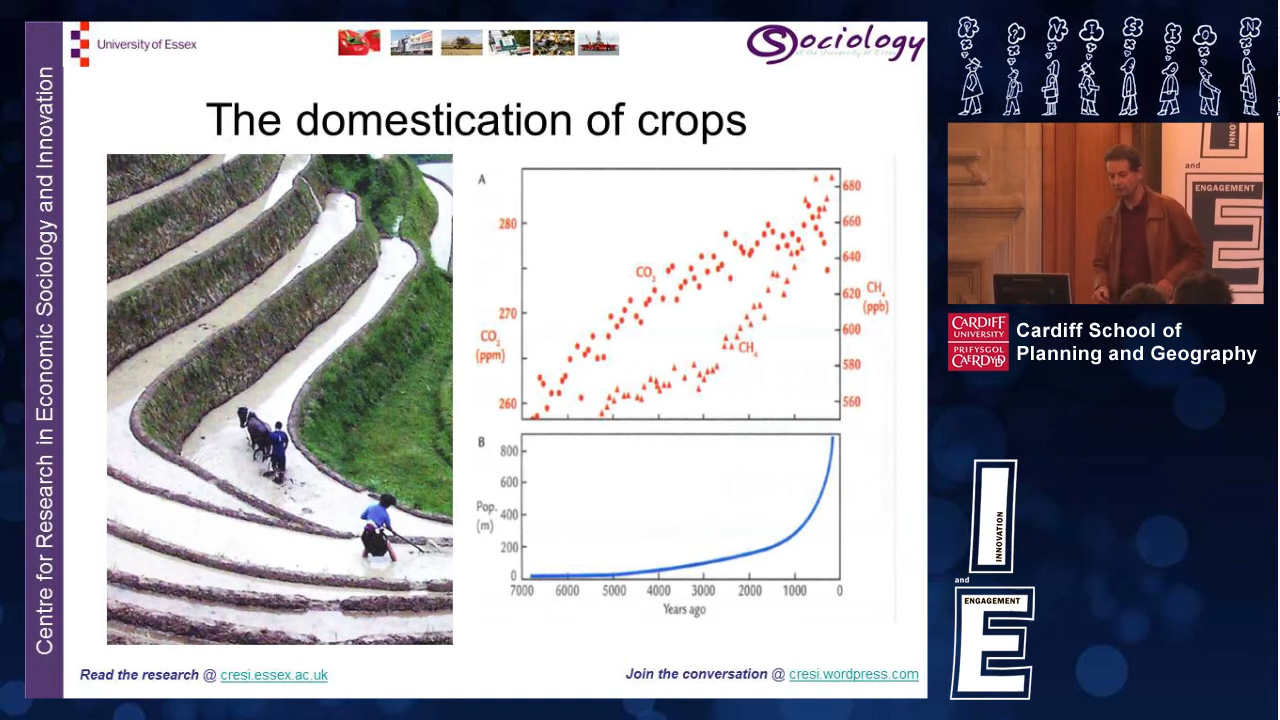 University of Essex
Sociology
Centre for Research in Economic Sociology and Innovation
The domestication of crops
A
280
270
260
CO2
(ppm)
CO2
CH4
680
660
640
620
600
580
560
CH4
(ppb)
B
800
600
400
200
0
Pop.
(m)
7000 6000 5000 4000 3000 2000 1000 0
Years ago
Read the research @ cresi.essex.ac.uk
Join the conversation @ cresi.wordpress.com
and
ENGAGEMENT
E
CARDIFF
UNIVERSITY
PRIFYSGOL
CAERDYDD
Cardiff School of
Planning and Geography
I
INNOVATION
and
ENGAGEMENT
E